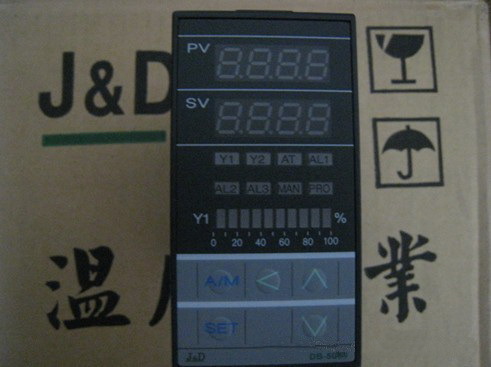 J&D
PV
SV
Y1 Y2 AT AL1
AL2 AL3 MAN PRO
Y1 %
0 20 40 60 80 100
A/M
SET
J&D
溫 業